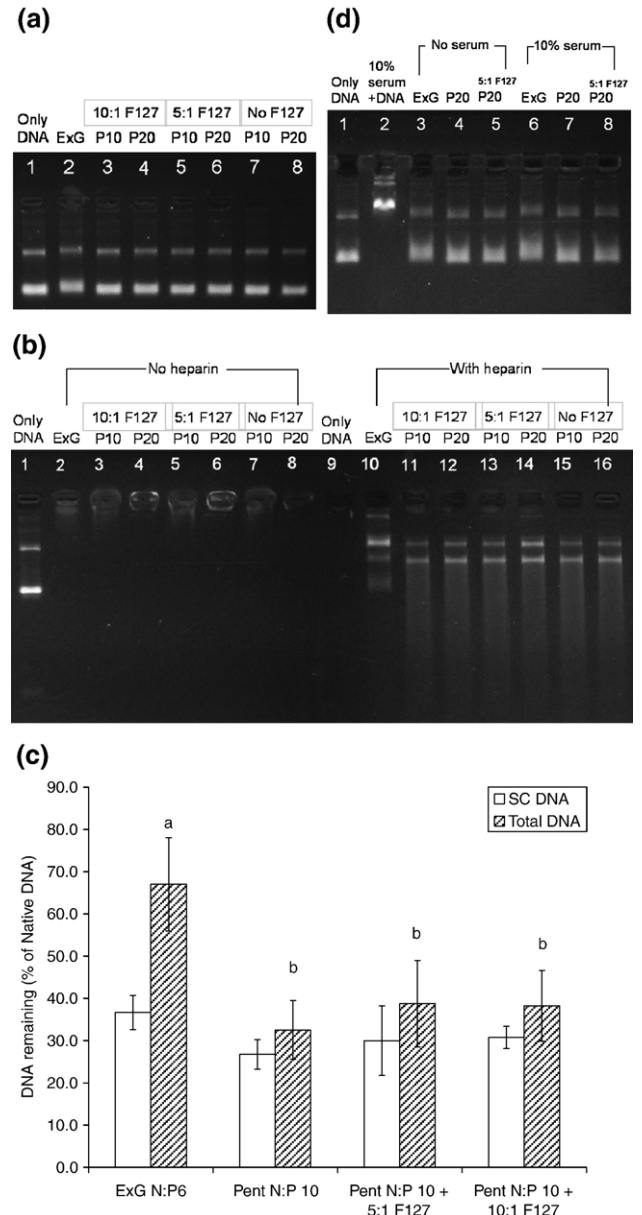 (a)
10:1 F127 5:1 F127 No F127
Only
DNA ExG P10 P20 P10 P20 P10 P20
1 2 3 4 5 6 7 8
(d)
No serum 10% serum
10%
serum
+DNA
Only
DNA
5:1 F127 5:1 F127
ExG P20 P20 ExG P20 P20
1 2 3 4 5 6 7 8
(b)
No heparin With heparin
10:1 F127 5:1 F127 No F127 10:1 F127 5:1 F127 No F127
Only
DNA ExG P10 P20 P10 P20 P10 P20
Only
DNA ExG P10 P20 P10 P20 P10 P20
1 2 3 4 5 6 7 8 9 10 11 12 13 14 15 16
(c)
DNA remaining (% of Native DNA)
90.0
80.0
70.0
60.0
50.0
40.0
30.0
20.0
10.0
0.0
SC DNA
Total DNA
a
b
b
b
ExG N:P6
Pent N:P 10
Pent N:P 10 +
5:1 F127
Pent N:P 10 +
10:1 F127